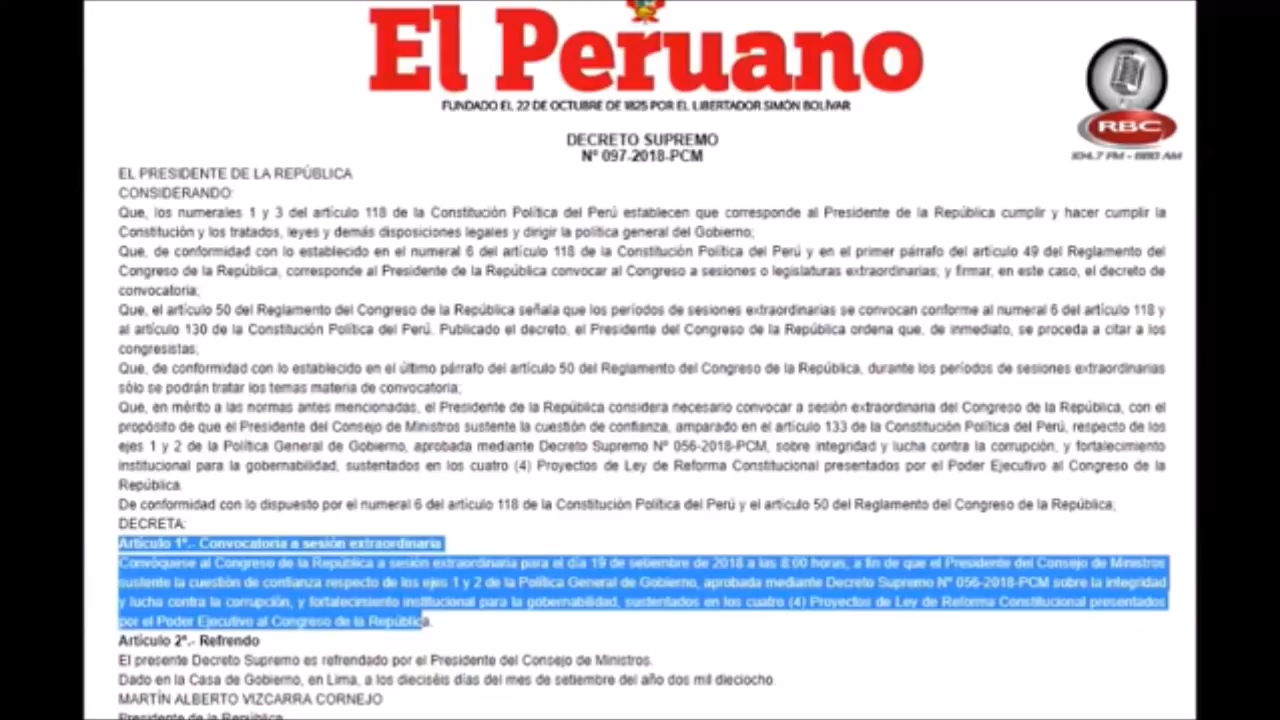 El Peruano
FUNDADO EL 22 DE OCTUBRE DE 1825 POR EL LIBERTADOR SIMÓN BOLÍVAR
RBC
104.7 FM - 680 AM
DECRETO SUPREMO
N° 097-2018-PCM
EL PRESIDENTE DE LA REPÚBLICA
CONSIDERANDO:
Que, los numerales 1 y 3 del artículo 118 de la Constitución Política del Perú establecen que corresponde al Presidente de la República cumplir y hacer cumplir la
Constitución y los tratados, leyes y demás disposiciones legales y dirigir la política general del Gobierno;
Que, de conformidad con lo establecido en el numeral 6 del artículo 118 de la Constitución Política del Perú y en el primer párrafo del artículo 49 del Reglamento del
Congreso de la República, corresponde al Presidente de la República convocar al Congreso a sesiones o legislaturas extraordinarias; y firmar, en este caso, el decreto de
convocatoria;
Que, el artículo 50 del Reglamento del Congreso de la República señala que los períodos de sesiones extraordinarias se convocan conforme al numeral 6 del artículo 118 y
al artículo 130 de la Constitución Política del Perú. Publicado el decreto, el Presidente del Congreso de la República ordena que, de inmediato, se proceda a citar a los
congresistas;
Que, de conformidad con lo establecido en el último párrafo del artículo 50 del Reglamento del Congreso de la República, durante los períodos de sesiones extraordinarias
sólo se podrán tratar los temas materia de convocatoria;
Que, en mérito a las normas antes mencionadas, el Presidente de la República considera necesario convocar a sesión extraordinaria del Congreso de la República, con el
propósito de que el Presidente del Consejo de Ministros sustente la cuestión de confianza, amparado en el artículo 133 de la Constitución Política del Perú, respecto de los
ejes 1 y 2 de la Política General de Gobierno, aprobada mediante Decreto Supremo N° 056-2018-PCM, sobre integridad y lucha contra la corrupción, y fortalecimiento
institucional para la gobernabilidad, sustentados en los cuatro (4) Proyectos de Ley de Reforma Constitucional presentados por el Poder Ejecutivo al Congreso de la
República.
De conformidad con lo dispuesto por el numeral 6 del artículo 118 de la Constitución Política del Perú y el artículo 50 del Reglamento del Congreso de la República;
DECRETA:
Artículo 1°.- Convocatoria a sesión extraordinaria
Convóquese al Congreso de la República a sesión extraordinaria para el día 19 de setiembre de 2018 a las 8:00 horas, a fin de que el Presidente del Consejo de Ministros
sustente la cuestión de confianza respecto de los ejes 1 y 2 de la Política General de Gobierno, aprobada mediante Decreto Supremo N° 056-2018-PCM sobre la integridad
y lucha contra la corrupción, y fortalecimiento institucional para la gobernabilidad, sustentados en los cuatro (4) Proyectos de Ley de Reforma Constitucional presentados
por el Poder Ejecutivo al Congreso de la República.
Artículo 2°.- Refrendo
El presente Decreto Supremo es refrendado por el Presidente del Consejo de Ministros.
Dado en la Casa de Gobierno, en Lima, a los dieciséis días del mes de setiembre del año dos mil dieciocho.
MARTÍN ALBERTO VIZCARRA CORNEJO
Presidente de la República